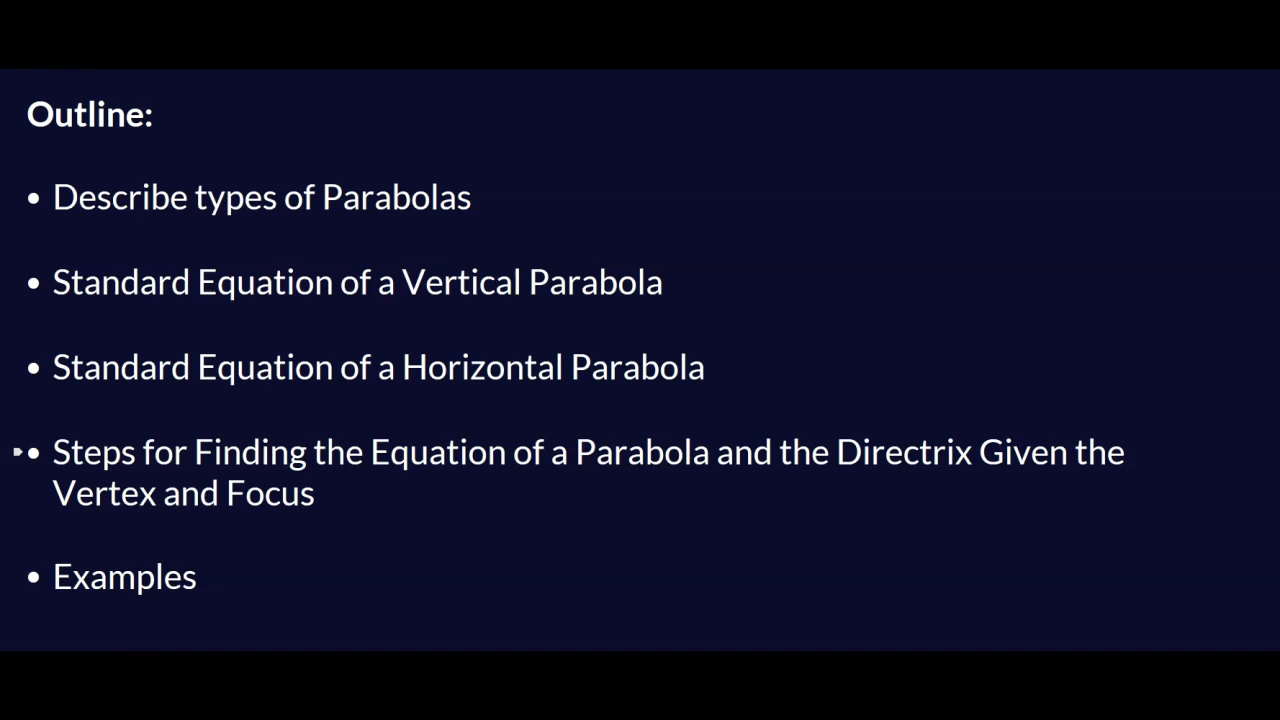 Outline:
• Describe types of Parabolas
• Standard Equation of a Vertical Parabola
• Standard Equation of a Horizontal Parabola
• Steps for Finding the Equation of a Parabola and the Directrix Given the
Vertex and Focus
• Examples